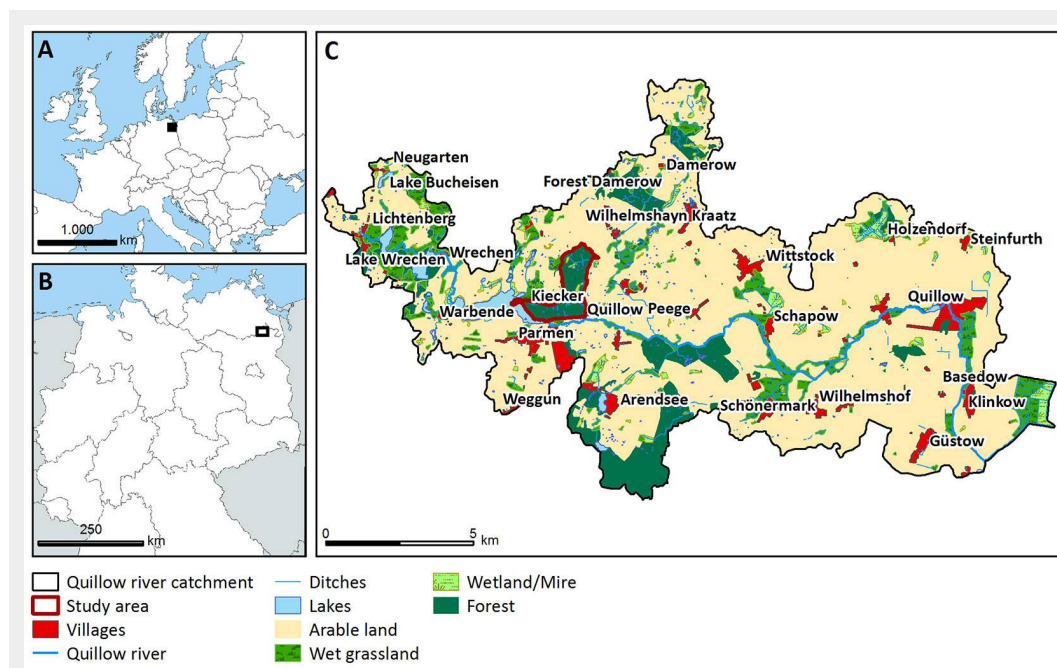 A
1.000
km
B
250
km
C
Neugarten
Lake Bucheisen
Lichtenberg
Lake Wrechen
Wrechen
Warbende
Parmen
Weggun
Kiecker
Forest Damerow
Damerow
Wilhelmshayn Kraatz
Quillow Peege
Arendsee
Wittstock
Schapow
Schönermark
Wilhelmshof
Holzendorf
Steinfurth
Quillow
Basedow
Klinkow
Güstow
0 5
km
Quillow river catchment
Study area
Villages
Quillow river
Ditches
Lakes
Arable land
Wet grassland
Wetland/Mire
Forest